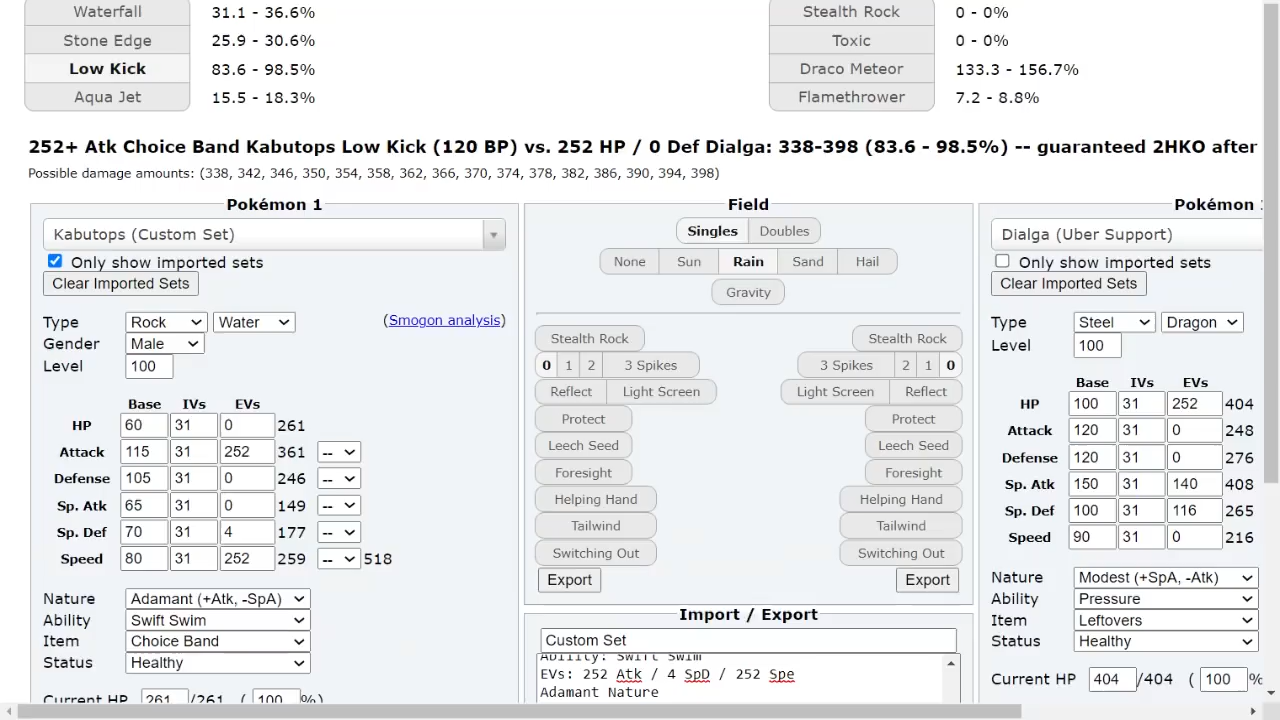 Waterfall 31.1 - 36.6% Stealth Rock 0 - 0%
Stone Edge 25.9 - 30.6% Toxic 0 - 0%
Low Kick 83.6 - 98.5% Draco Meteor 133.3 - 156.7%
Aqua Jet 15.5 - 18.3% Flamethrower 7.2 - 8.8%
252+ Atk Choice Band Kabutops Low Kick (120 BP) vs. 252 HP / 0 Def Dialga: 338-398 (83.6 - 98.5%) -- guaranteed 2HKO after
Possible damage amounts: (338, 342, 346, 350, 354, 358, 362, 366, 370, 374, 378, 382, 386, 390, 394, 398)
Pokémon 1
Kabutops (Custom Set)
Only show imported sets
Clear Imported Sets
Type Rock Water (Smogon analysis)
Gender Male
Level 100
Base IVs EVs
HP 60 31 0 261
Attack 115 31 252 361 --
Defense 105 31 0 246 --
Sp. Atk 65 31 0 149 --
Sp. Def 70 31 4 177 --
Speed 80 31 252 259 -- 518
Nature Adamant (+Atk, -SpA)
Ability Swift Swim
Item Choice Band
Status Healthy
Current HP 261 /261 ( 100 %)
Field
Singles Doubles
None Sun Rain Sand Hail
Gravity
Stealth Rock Stealth Rock
0 1 2 3 Spikes 3 Spikes 2 1 0
Reflect Light Screen Light Screen Reflect
Protect Protect
Leech Seed Leech Seed
Foresight Foresight
Helping Hand Helping Hand
Tailwind Tailwind
Switching Out Switching Out
Export Export
Import / Export
Custom Set
Ability: Swift Swim
EVs: 252 Atk / 4 SpD / 252 Spe
Adamant Nature
Pokémon
Dialga (Uber Support)
Only show imported sets
Clear Imported Sets
Type Steel Dragon
Level 100
Base IVs EVs
HP 100 31 252 404
Attack 120 31 0 248
Defense 120 31 0 276
Sp. Atk 150 31 140 408
Sp. Def 100 31 116 265
Speed 90 31 0 216
Nature Modest (+SpA, -Atk)
Ability Pressure
Item Leftovers
Status Healthy
Current HP 404 /404 ( 100 %